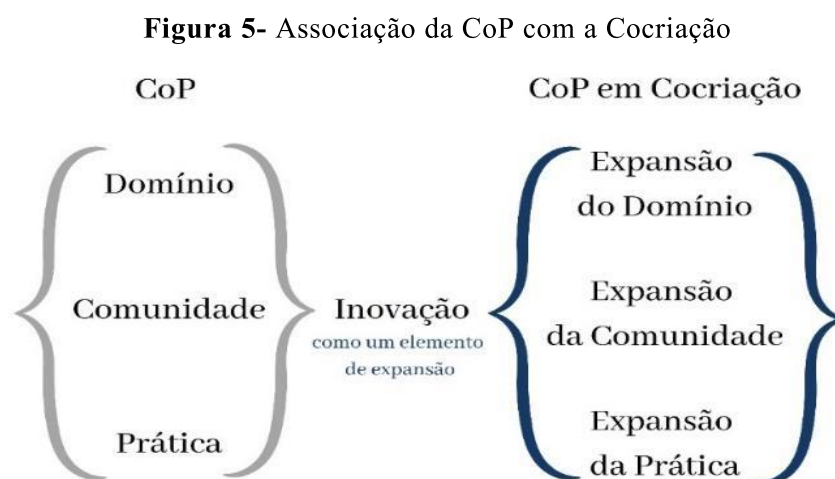 Figura 5- Associação da CoP com a Cocriação
CoP
Domínio
Comunidade
Prática
Inovação
como um elemento
de expansão
CoP em Cocriação
Expansão
do Domínio
Expansão
da Comunidade
Expansão
da Prática